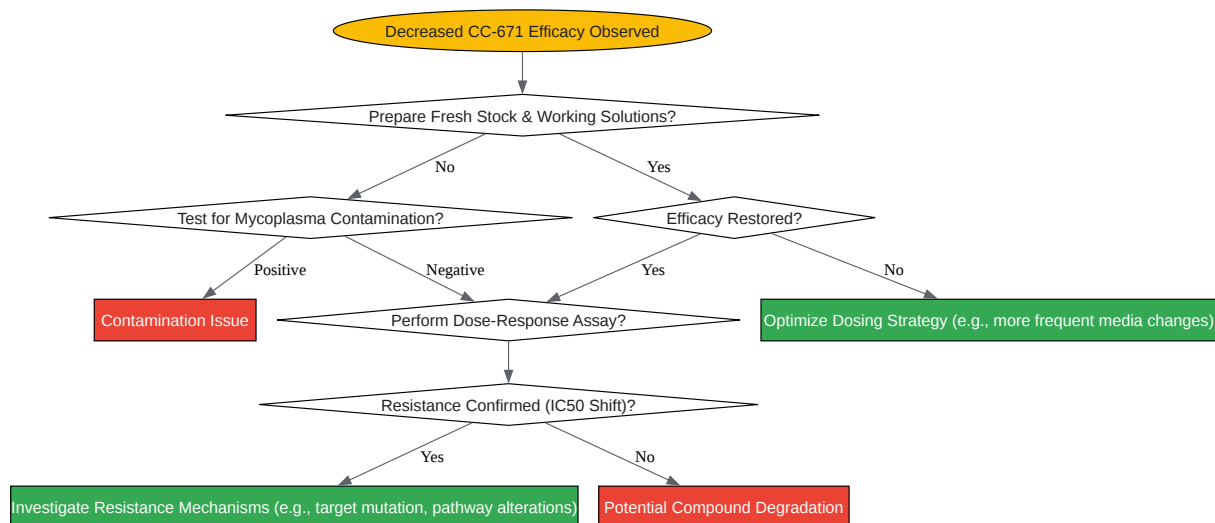 Decreased CC-671 Efficacy Observed
Prepare Fresh Stock & Working Solutions?
No
Yes
Test for Mycoplasma Contamination?
Efficacy Restored?
Positive
Negative
Yes
No
Contamination Issue
Perform Dose-Response Assay?
Optimize Dosing Strategy (e.g., more frequent media changes)
Resistance Confirmed (IC50 Shift)?
Yes
No
Investigate Resistance Mechanisms (e.g., target mutation, pathway alterations)
Potential Compound Degradation